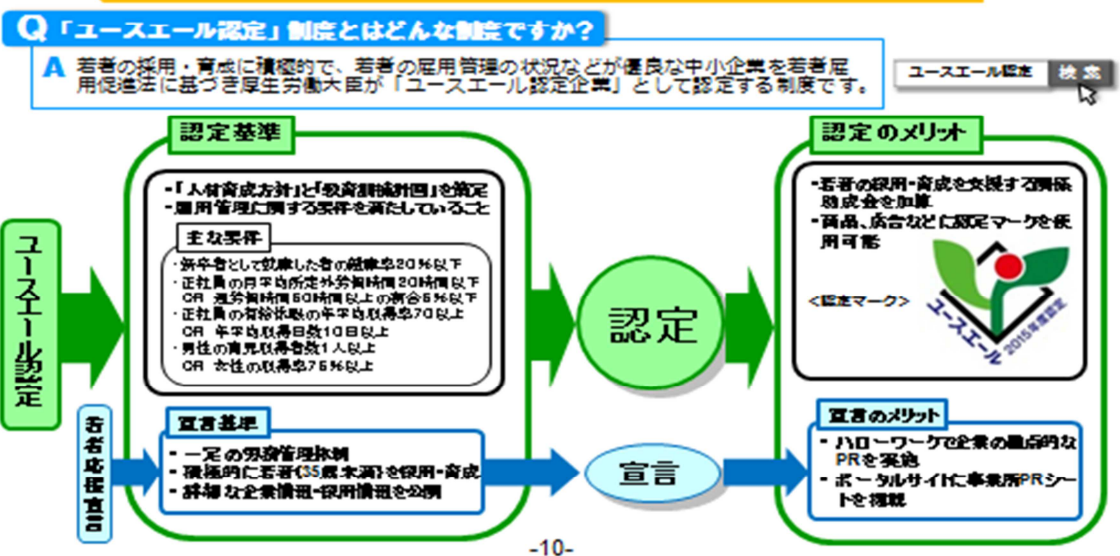 Q「ユースエール認定」制度とはどんな制度ですか？
A 若者の採用・育成に積極的で、若者の雇用管理の状況などが優良な中小企業を若者雇
用促進法に基づき厚生労働大臣が「ユースエール認定企業」として認定する制度です。
ユースエール認定 検索
ユースエール認定
認定基準
・「人材育成方針」と「教育訓練計画」を策定
・雇用管理に関する要件を満たしていること
主な要件
・新卒者として就職した者の離職率20%以下
・正社員の月平均所定外労働時間20時間以下
OR 週労働時間60時間以上の割合5%以下
・正社員の有給休暇の年平均取得率70以上
OR 年平均取得日数10日以上
・男性の育児取得者数1人以上
OR 女性の取得率75%以上
認定
認定のメリット
・若者の採用・育成を支援する関係
助成金を加算
・商品、広告などに認定マークを使
用可能
<認定マーク>
ユースエール
2015年度認定
若者応援宣言
宣言基準
・ 一定の労務管理体制
・ 積極的に若者(35歳未満)を採用・育成
・ 詳細な企業情報・採用情報を公開
宣言
宣言のメリット
・ ハローワークで企業の重点的な
PRを実施
・ ポータルサイトに事業所PRシー
トを掲載
-10-